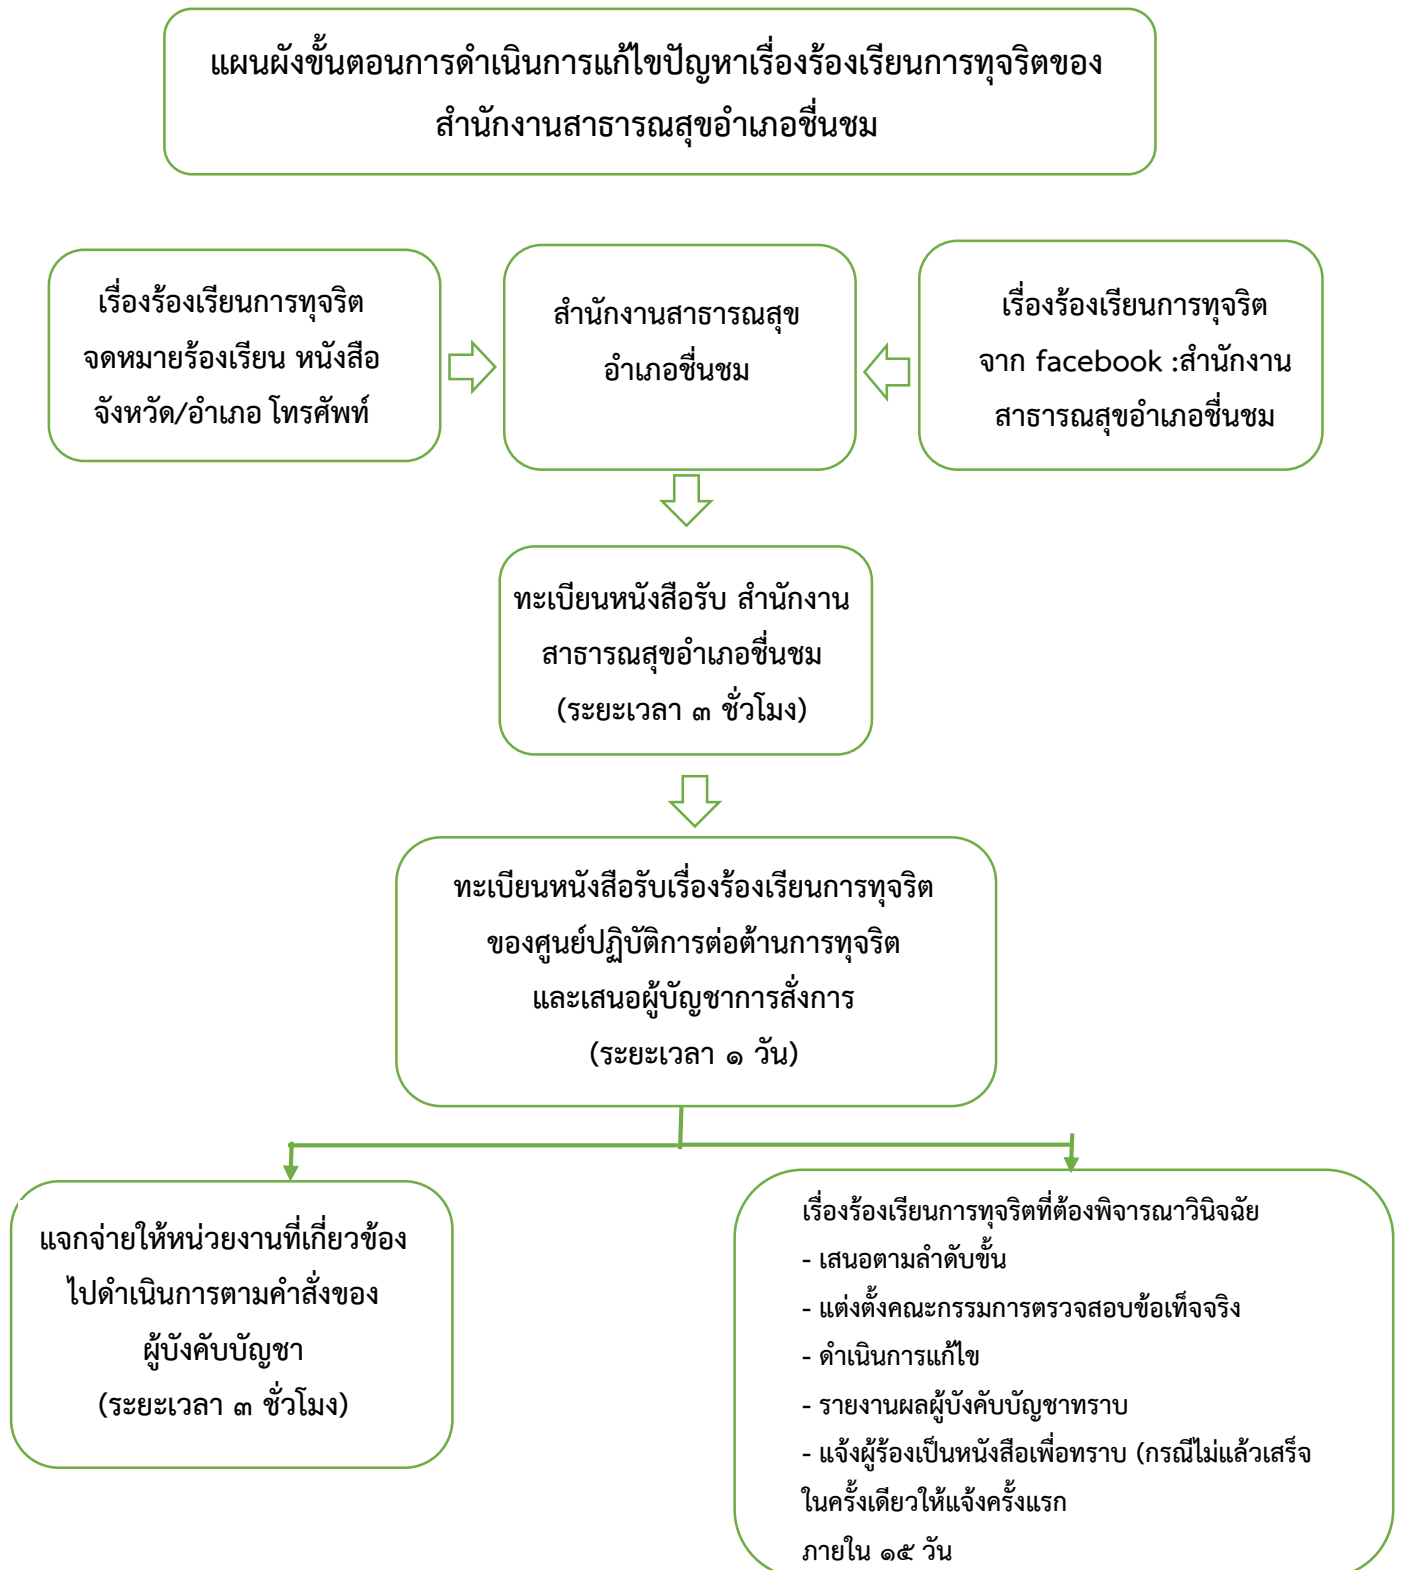 แผนผังขั้นตอนการดำเนินการแก้ไขปัญหาเรื่องร้องเรียนการทุจริตของ
สำนักงานสาธารณสุขอำเภอชื่นชม
เรื่องร้องเรียนการทุจริต
จดหมายร้องเรียน หนังสือ
จังหวัด/อำเภอ โทรศัพท์
สำนักงานสาธารณสุข
อำเภอชื่นชม
เรื่องร้องเรียนการทุจริต
จาก facebook :สำนักงาน
สาธารณสุขอำเภอชื่นชม
ทะเบียนหนังสือรับ สำนักงาน
สาธารณสุขอำเภอชื่นชม
(ระยะเวลา ๓ ชั่วโมง)
ทะเบียนหนังสือรับเรื่องร้องเรียนการทุจริต
ของศูนย์ปฏิบัติการต่อต้านการทุจริต
และเสนอผู้บัญชาการสั่งการ
(ระยะเวลา ๑ วัน)
แจกจ่ายให้หน่วยงานที่เกี่ยวข้อง
ไปดำเนินการตามคำสั่งของ
ผู้บังคับบัญชา
(ระยะเวลา ๓ ชั่วโมง)
เรื่องร้องเรียนการทุจริตที่ต้องพิจารณาวินิจฉัย
- เสนอตามลำดับขั้น
- แต่งตั้งคณะกรรมการตรวจสอบข้อเท็จจริง
- ดำเนินการแก้ไข
- รายงานผลผู้บังคับบัญชาทราบ
- แจ้งผู้ร้องเป็นหนังสือเพื่อทราบ (กรณีไม่แล้วเสร็จ
ในครั้งเดียวให้แจ้งครั้งแรก
ภายใน ๑๕ วัน